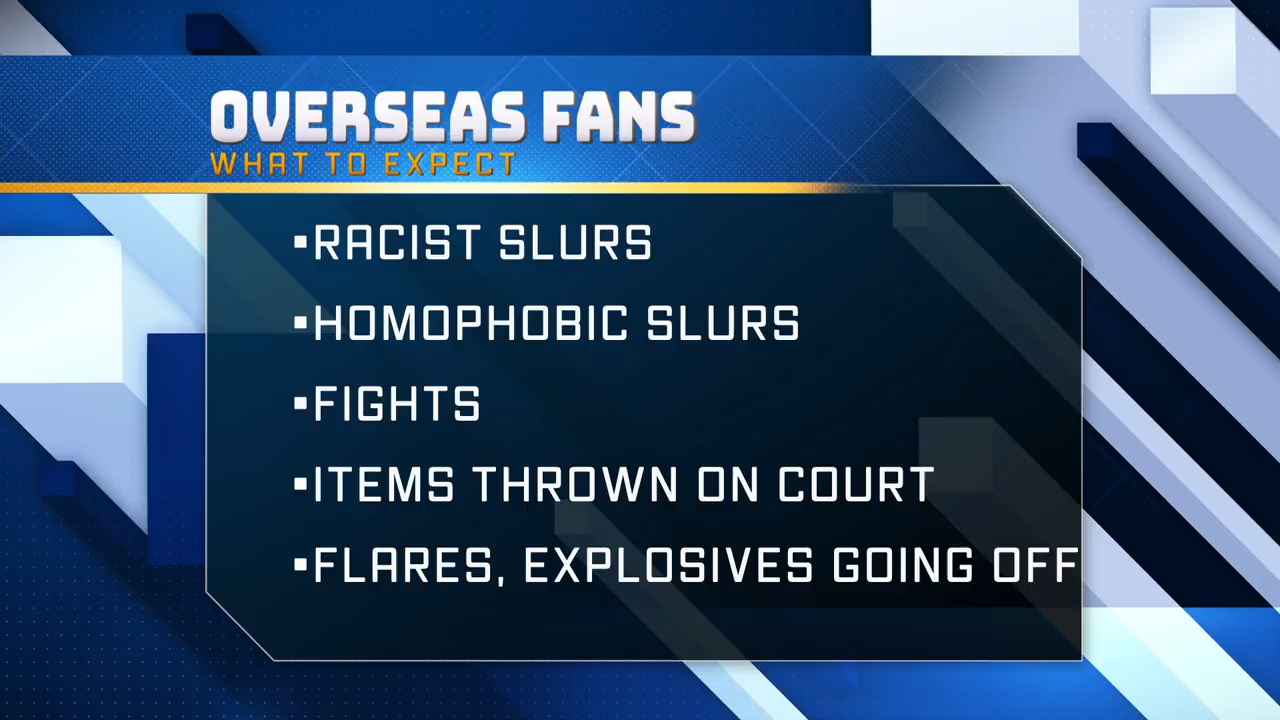 OVERSEAS FANS
WHAT TO EXPECT
▪RACIST SLURS
▪HOMOPHOBIC SLURS
▪FIGHTS
▪ITEMS THROWN ON COURT
▪FLARES, EXPLOSIVES GOING OFF